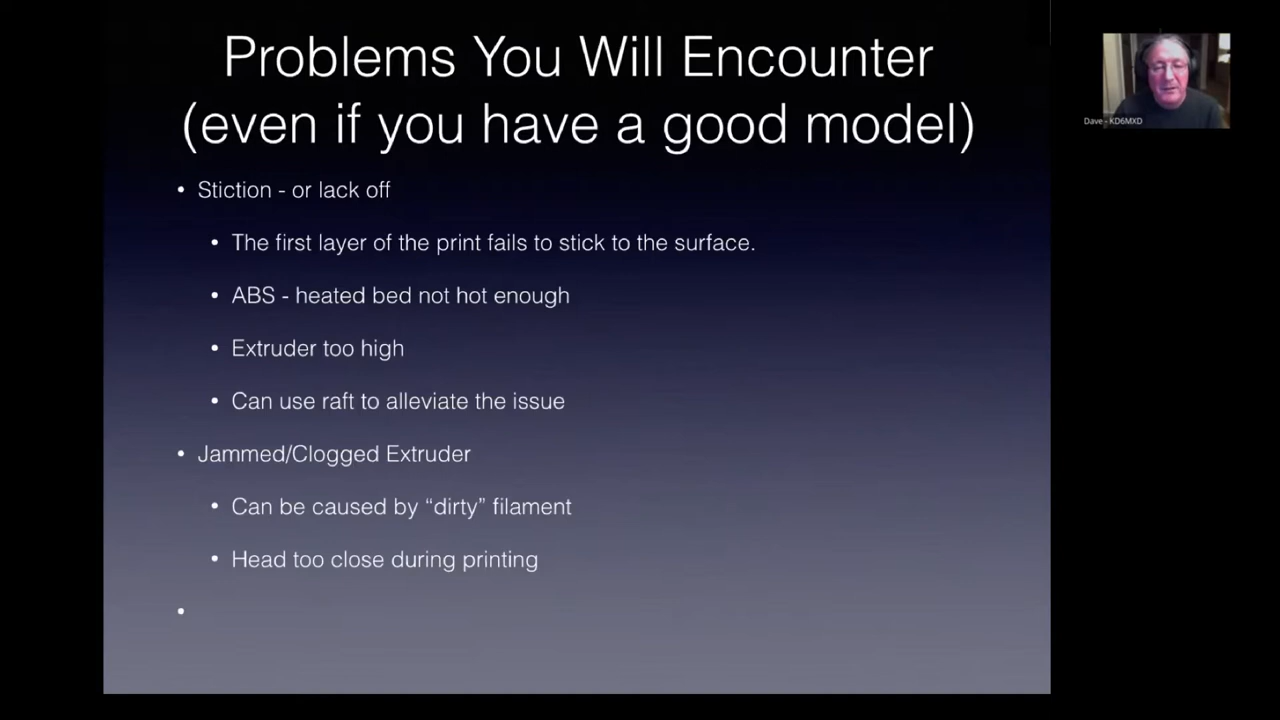 Problems You Will Encounter
(even if you have a good model)
• Stiction - or lack off
• The first layer of the print fails to stick to the surface.
• ABS - heated bed not hot enough
• Extruder too high
• Can use raft to alleviate the issue
• Jammed/Clogged Extruder
• Can be caused by “dirty” filament
• Head too close during printing
•
Dave - KD6MXD